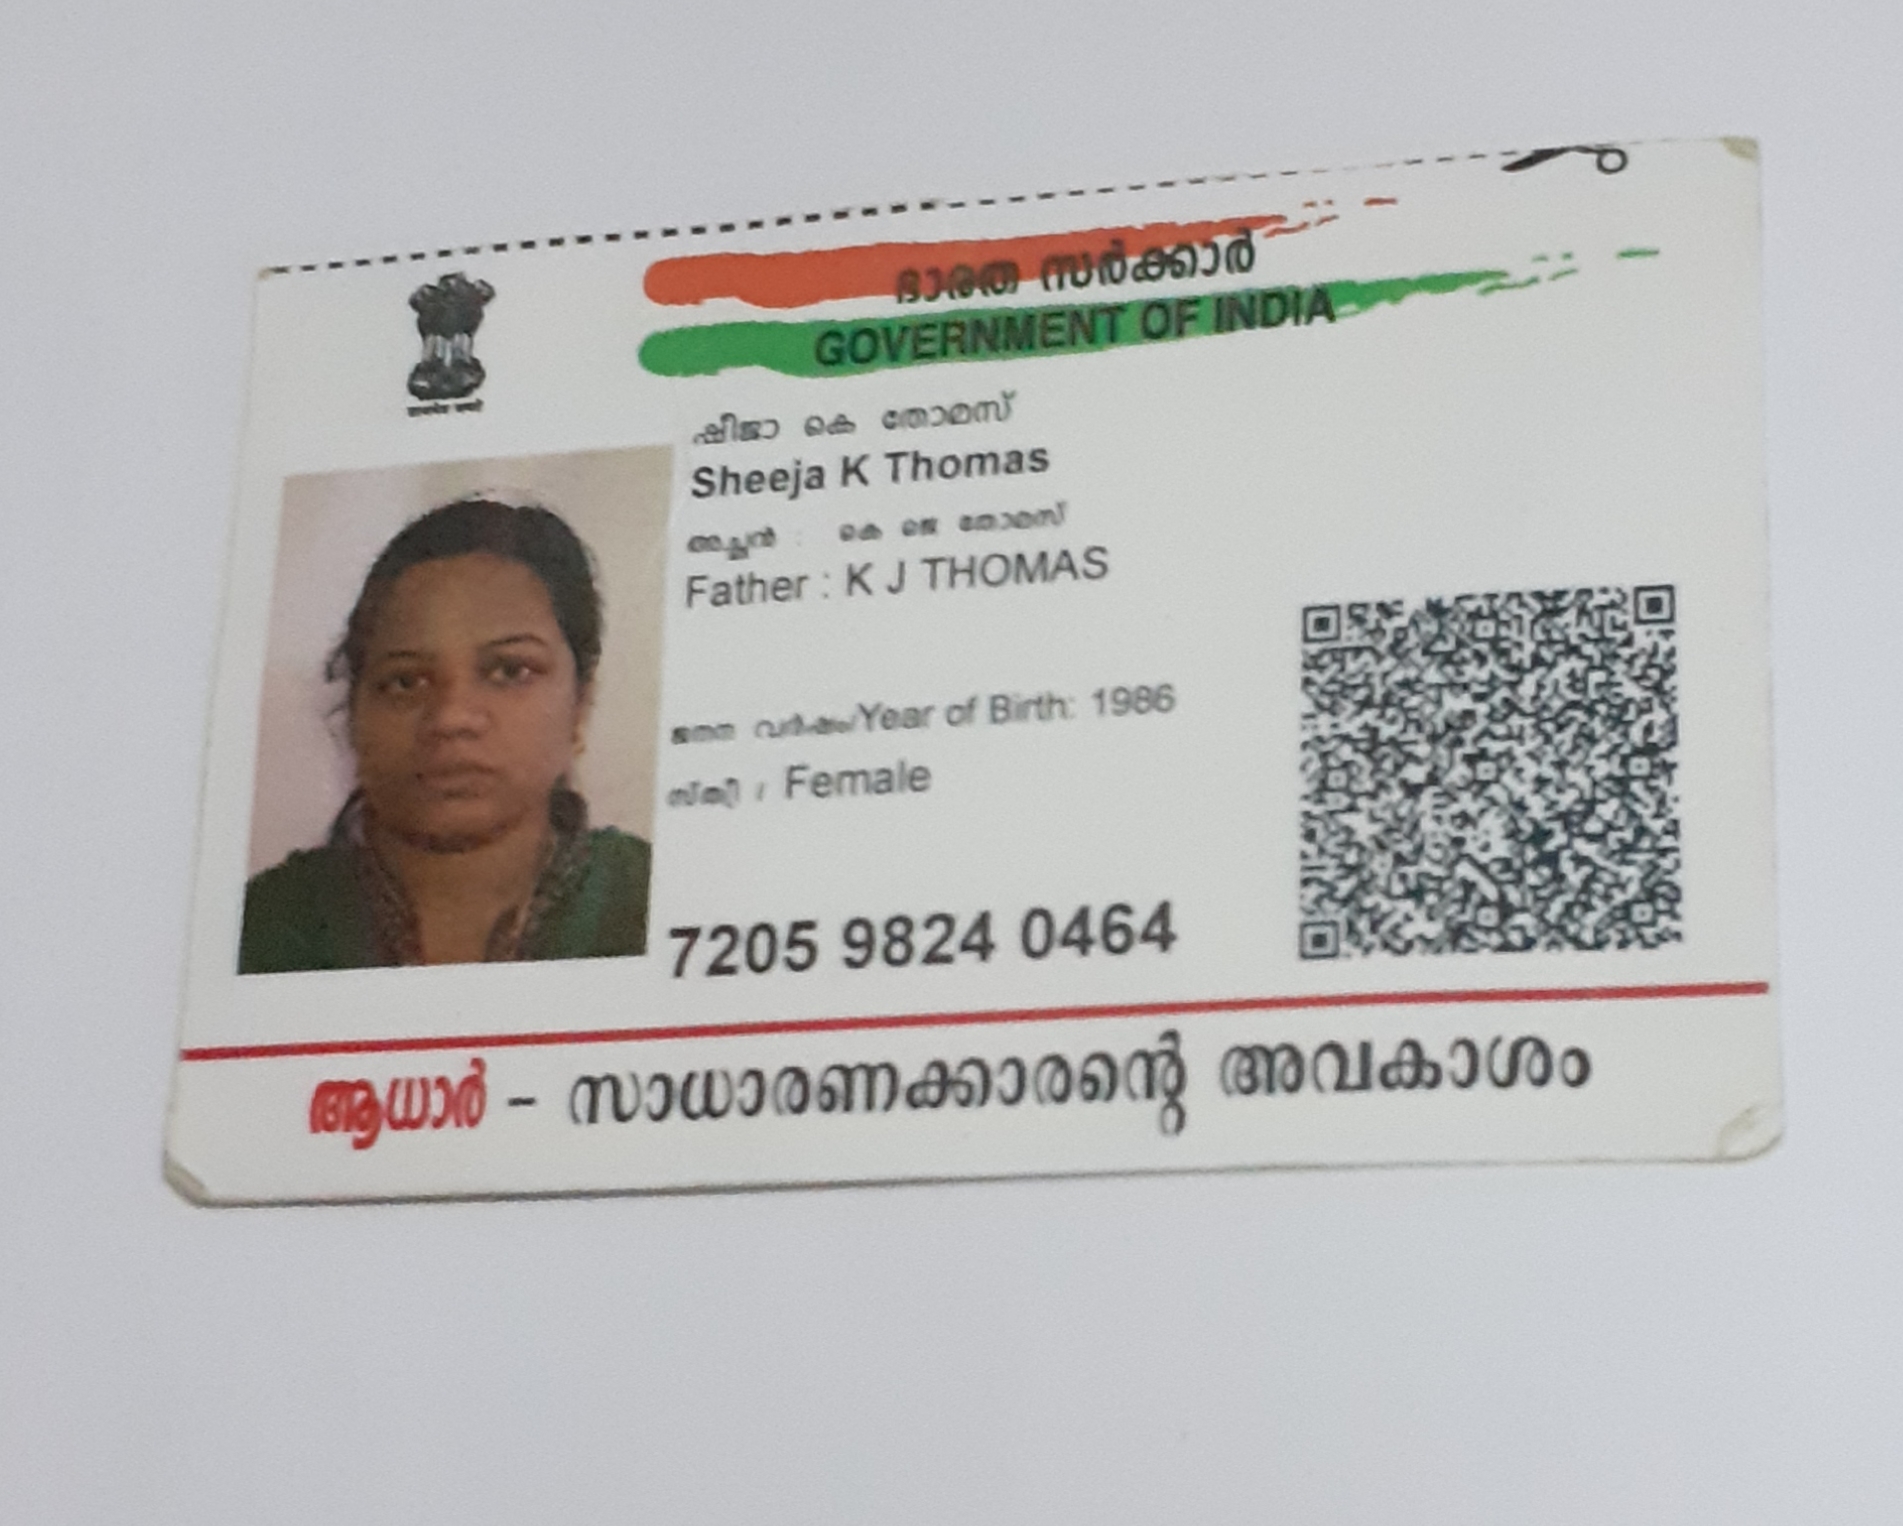 ഭാരത സർക്കാർ
GOVERNMENT OF INDIA
ഷീജാ കെ തോമസ്
Sheeja K Thomas
അച്ഛൻ : കെ ജെ തോമസ്
Father : K J THOMAS
ജനന വർഷം/Year of Birth: 1986
സ്ത്രീ / Female
7205 9824 0464
ആധാർ - സാധാരണക്കാരന്റെ അവകാശം